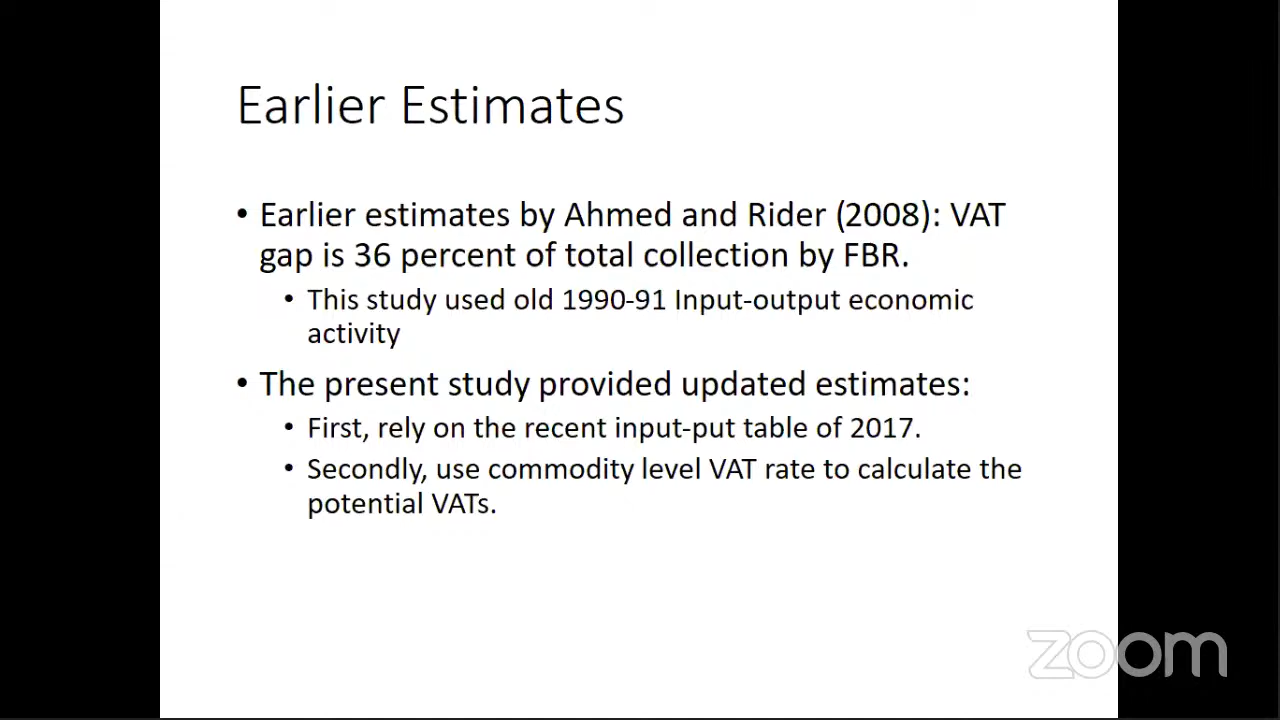 Earlier Estimates
• Earlier estimates by Ahmed and Rider (2008): VAT
gap is 36 percent of total collection by FBR.
• This study used old 1990-91 Input-output economic
activity
• The present study provided updated estimates:
• First, rely on the recent input-put table of 2017.
• Secondly, use commodity level VAT rate to calculate the
potential VATs.
zoom